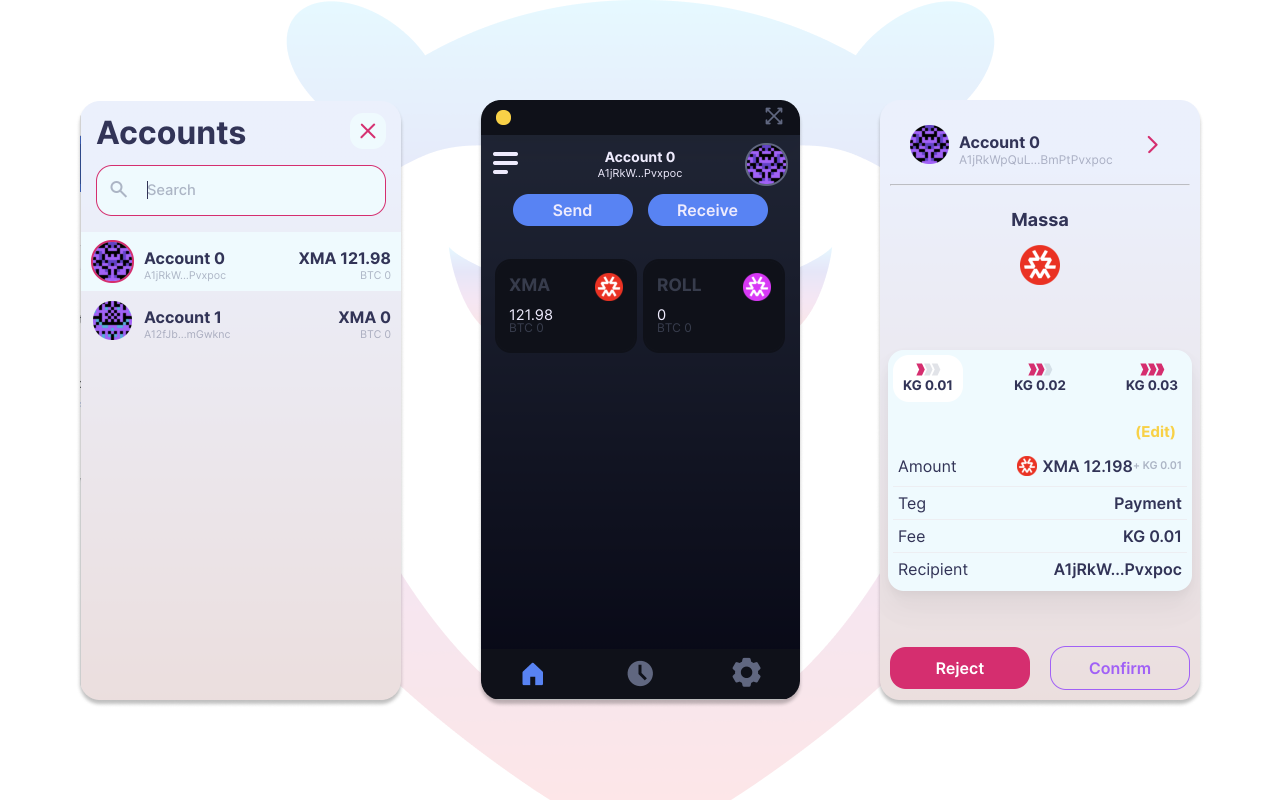 Accounts
Search
Account 0
XMA 121.98
A1jRkW...Pvxpoc
BTC 0
Account 1
XMA 0
A12fJb...mGwknc
BTC 0
Account 0
A1jRkW...Pvxpoc
Send
Receive
XMA
121.98
BTC 0
ROLL
0
BTC 0
Account 0
A1jRkWpQuL...BmPtPvxpoc
Massa
KG 0.01
KG 0.02
KG 0.03
(Edit)
Amount
XMA 12.198+ KG 0.01
Teg
Payment
Fee
KG 0.01
Recipient
A1jRkW...Pvxpoc
Reject
Confirm